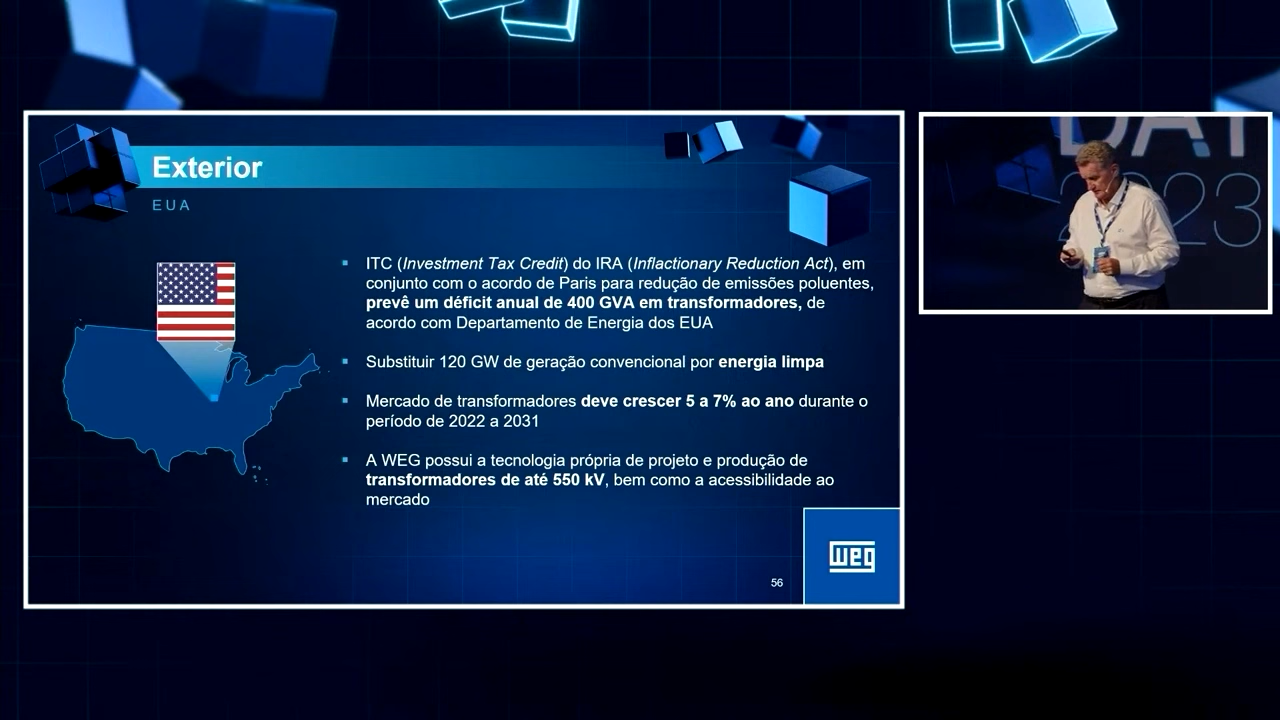 Exterior
EUA
▪ ITC (Investment Tax Credit) do IRA (Inflactionary Reduction Act), em
conjunto com o acordo de Paris para redução de emissões poluentes,
prevê um déficit anual de 400 GVA em transformadores, de
acordo com Departamento de Energia dos EUA
▪ Substituir 120 GW de geração convencional por energia limpa
▪ Mercado de transformadores deve crescer 5 a 7% ao ano durante o
período de 2022 a 2031
▪ A WEG possui a tecnologia própria de projeto e produção de
transformadores de até 550 kV, bem como a acessibilidade ao
mercado
56
weg
DAY
2023